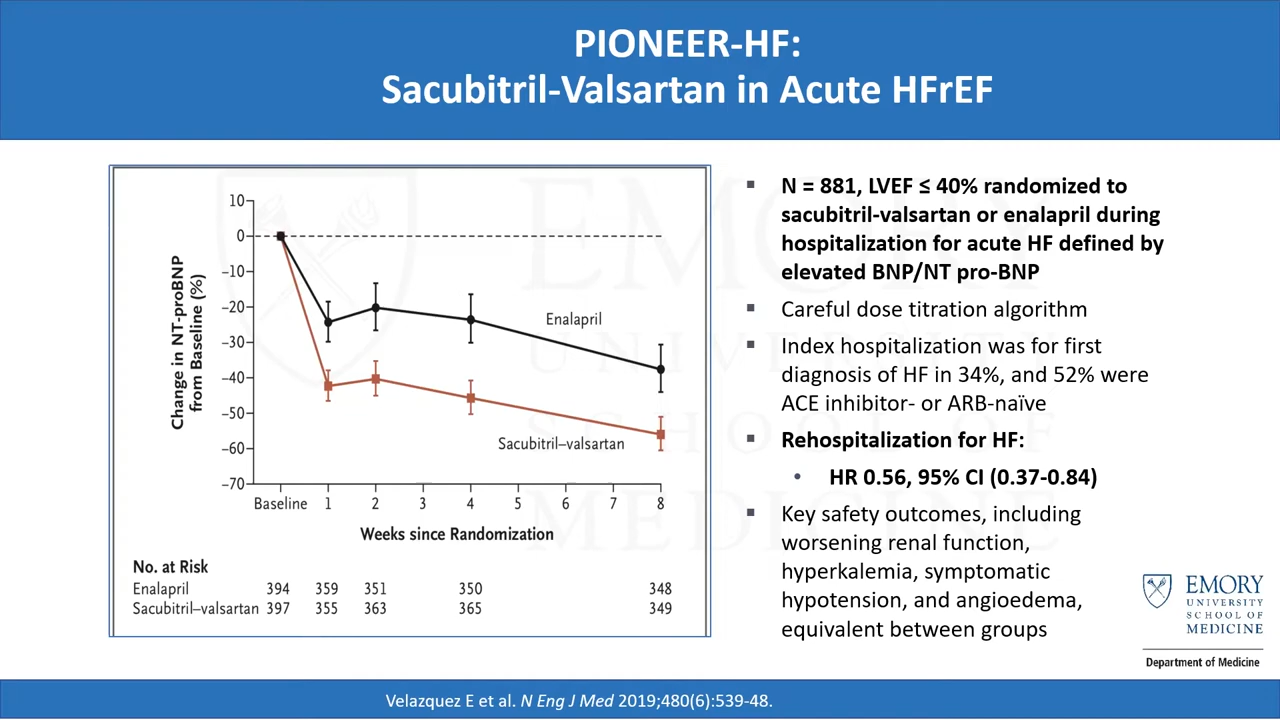 PIONEER-HF:
Sacubitril-Valsartan in Acute HFrEF
10
0
–10
–20
–30
–40
–50
–60
–70
Change in NT-proBNP
from Baseline (%)
Enalapril
Sacubitril–valsartan
Baseline 1 2 3 4 5 6 7 8
Weeks since Randomization
No. at Risk
Enalapril 394 359 351 350 348
Sacubitril–valsartan 397 355 363 365 349
▪ N = 881, LVEF ≤ 40% randomized to
sacubitril-valsartan or enalapril during
hospitalization for acute HF defined by
elevated BNP/NT pro-BNP
▪ Careful dose titration algorithm
▪ Index hospitalization was for first
diagnosis of HF in 34%, and 52% were
ACE inhibitor- or ARB-naïve
▪ Rehospitalization for HF:
• HR 0.56, 95% CI (0.37-0.84)
▪ Key safety outcomes, including
worsening renal function,
hyperkalemia, symptomatic
hypotension, and angioedema,
equivalent between groups
EMORY
UNIVERSITY
SCHOOL OF
MEDICINE
EMORY
UNIVERSITY
SCHOOL OF
MEDICINE
Department of Medicine
Velazquez E et al. N Eng J Med 2019;480(6):539-48.